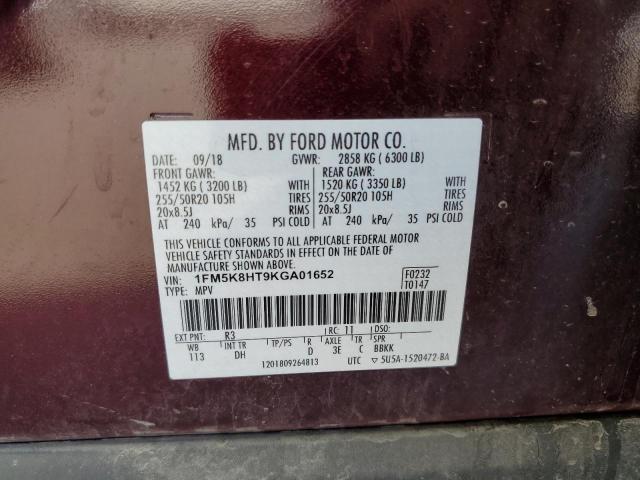 MFD. BY FORD MOTOR CO.
DATE: 09/18 GVWR: 2858 KG ( 6300 LB)
FRONT GAWR: REAR GAWR:
1452 KG ( 3200 LB) WITH 1520 KG ( 3350 LB) WITH
255/50R20 105H TIRES 255/50R20 105H TIRES
20x8.5J RIMS 20x8.5J RIMS
AT 240 kPa/ 35 PSI COLD AT 240 kPa/ 35 PSI COLD
THIS VEHICLE CONFORMS TO ALL APPLICABLE FEDERAL MOTOR
VEHICLE SAFETY STANDARDS IN EFFECT ON THE DATE OF
MANUFACTURE SHOWN ABOVE.
VIN: 1FM5K8HT9KGA01652 F0232
TYPE: MPV T0147
EXT PNT: R3 RC: 11 DSO:
WB INT TR TP/PS R AXLE TR SPR
113 DH D 3E C BBKK
1201809264813 UTC ▽ 5U5A-1520472-BA